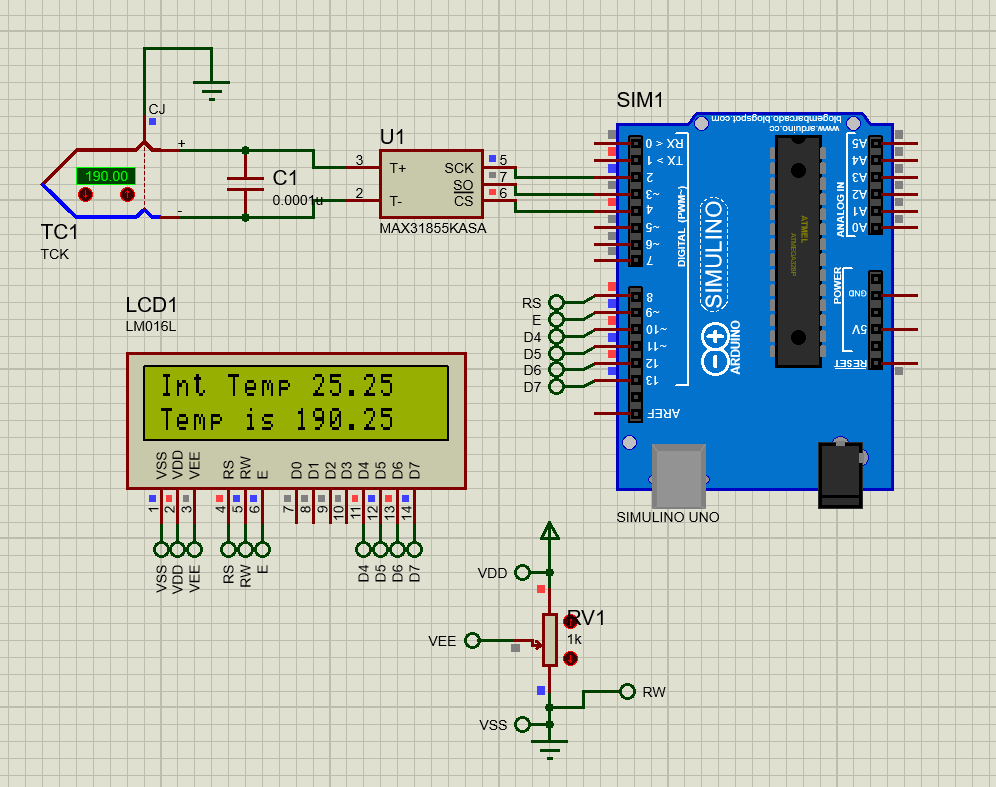 CJ
+
190.00
-
TC1
TCK
C1
0.0001u
U1
3
T+
2
T-
SCK
5
SO
7
CS
6
MAX31855KASA
SIM1
blogembarcado.blogspot.com
www.arduino.cc
RX < 0
TX > 1
2
~3
4
~5
~6
7
8
~9
~10
~11
12
13
AREF
DIGITAL (PWM~)
SIMULINO
ARDUINO
ATMEL
ATMEGA328P
A5
A4
A3
A2
A1
A0
ANALOG IN
POWER
GND
5V
RESET
SIMULINO UNO
RS
E
D4
D5
D6
D7
LCD1
LM016L
Int Temp 25.25
Temp is 190.25
VSS
VDD
VEE
RS
RW
E
D0
D1
D2
D3
D4
D5
D6
D7
1
2
3
4
5
6
7
8
9
10
11
12
13
14
VSS
VDD
VEE
RS
RW
E
D4
D5
D6
D7
VDD
RV1
1k
VEE
RW
VSS